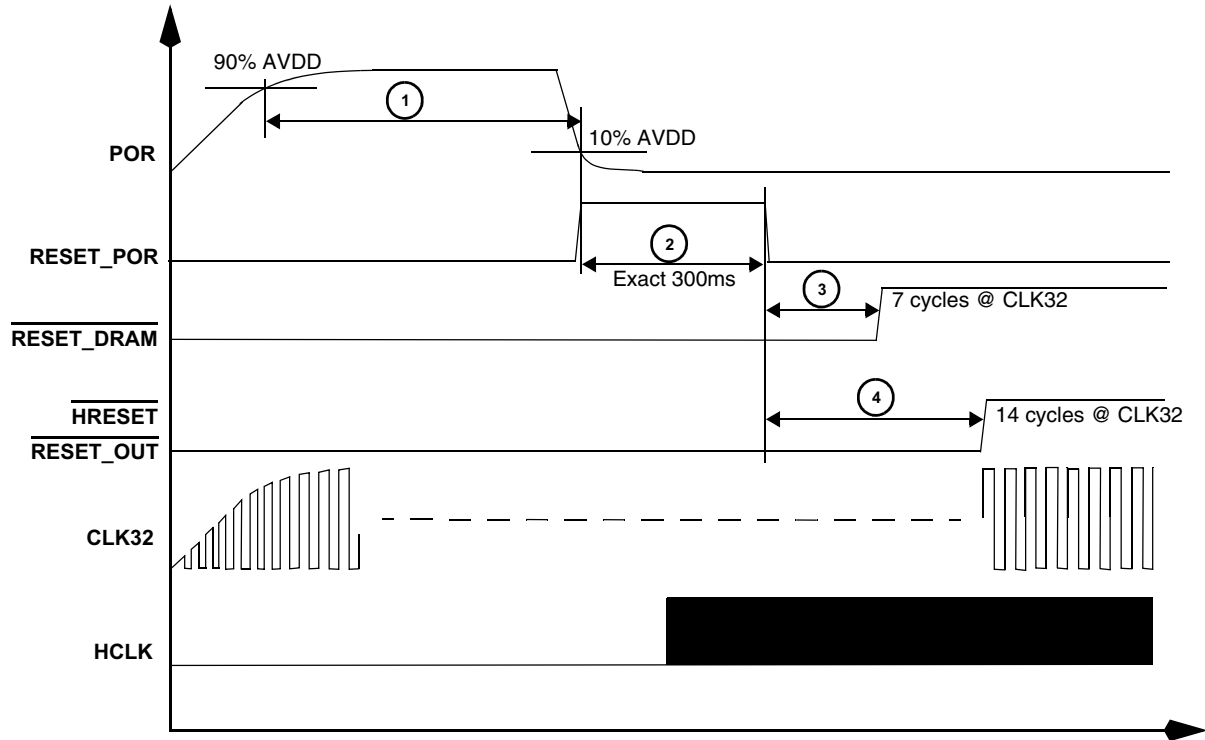 90% AVDD
1
10% AVDD
POR
2
RESET_POR
Exact 300ms
3
7 cycles @ CLK32
RESET_DRAM
4
HRESET
14 cycles @ CLK32
RESET_OUT
CLK32
HCLK